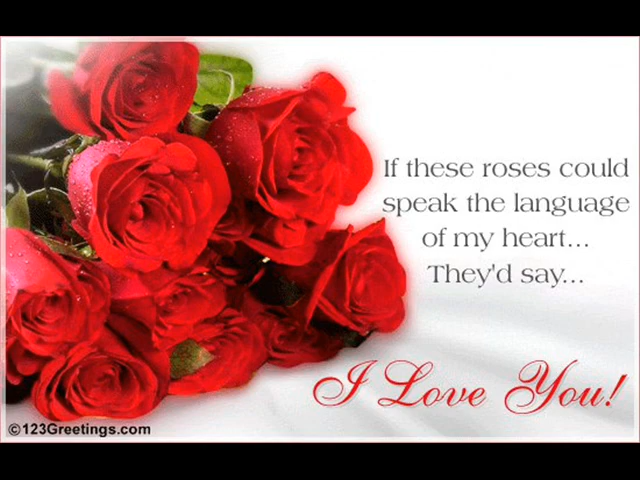 If these roses could
speak the language
of my heart...
They'd say...
I Love You!
©123Greetings.com